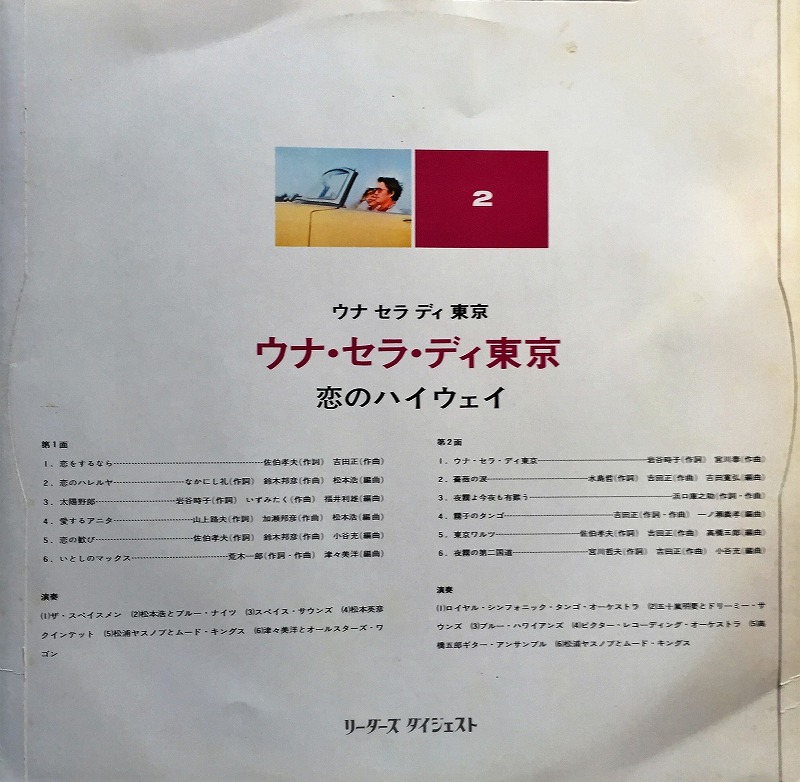 2
ウナ セラ ディ 東京
ウナ・セラ・ディ東京
恋のハイウェイ
第1面
1. 恋をするなら………佐伯孝夫(作詞) 吉田正(作曲)
2. 恋のハレルヤ………なかにし礼(作詞) 鈴木邦彦(作曲) 松本浩(編曲)
3. 太陽野郎………岩谷時子(作詞) いずみたく(作曲) 福井利雄(編曲)
4. 愛するアニタ………山上路夫(作詞) 加瀬邦彦(作曲) 松本浩(編曲)
5. 恋の歓び………佐伯孝夫(作詞) 鈴木邦彦(作曲) 小谷充(編曲)
6. いとしのマックス………荒木一郎(作詞・作曲) 津々美洋(編曲)
演奏
⑴ザ・スペイスメン ⑵松本浩とブルー・ナイツ ⑶スペイス・サウンズ ⑷松本英彦
クインテット ⑸松浦ヤスノブとムード・キングス ⑹津々美洋とオールスターズ・ワ
ゴン
第2面
1. ウナ・セラ・ディ東京………岩谷時子(作詞) 宮川泰(作曲)
2. 薔薇の涙………水島哲(作詞) 吉田正(作曲) 吉田重弘(編曲)
3. 夜霧よ今夜も有難う………浜口庫之助(作詞・作曲)
4. 霧子のタンゴ………吉田正(作詞・作曲) 一ノ瀬義孝(編曲)
5. 東京ワルツ………佐伯孝夫(作詞) 吉田正(作曲) 高橋五郎(編曲)
6. 夜霧の第二国道………宮川哲夫(作詞) 吉田正(作曲) 小谷充(編曲)
演奏
⑴ロイヤル・シンフォニック・タンゴ・オーケストラ ⑵五十嵐明要とドリーミー・サ
ウンズ ⑶ブルー・ハワイアンズ ⑷ビクター・レコーディング・オーケストラ ⑸高
橋五郎ギター・アンサンブル ⑹松浦ヤスノブとムード・キングス
リーダーズ ダイジェスト